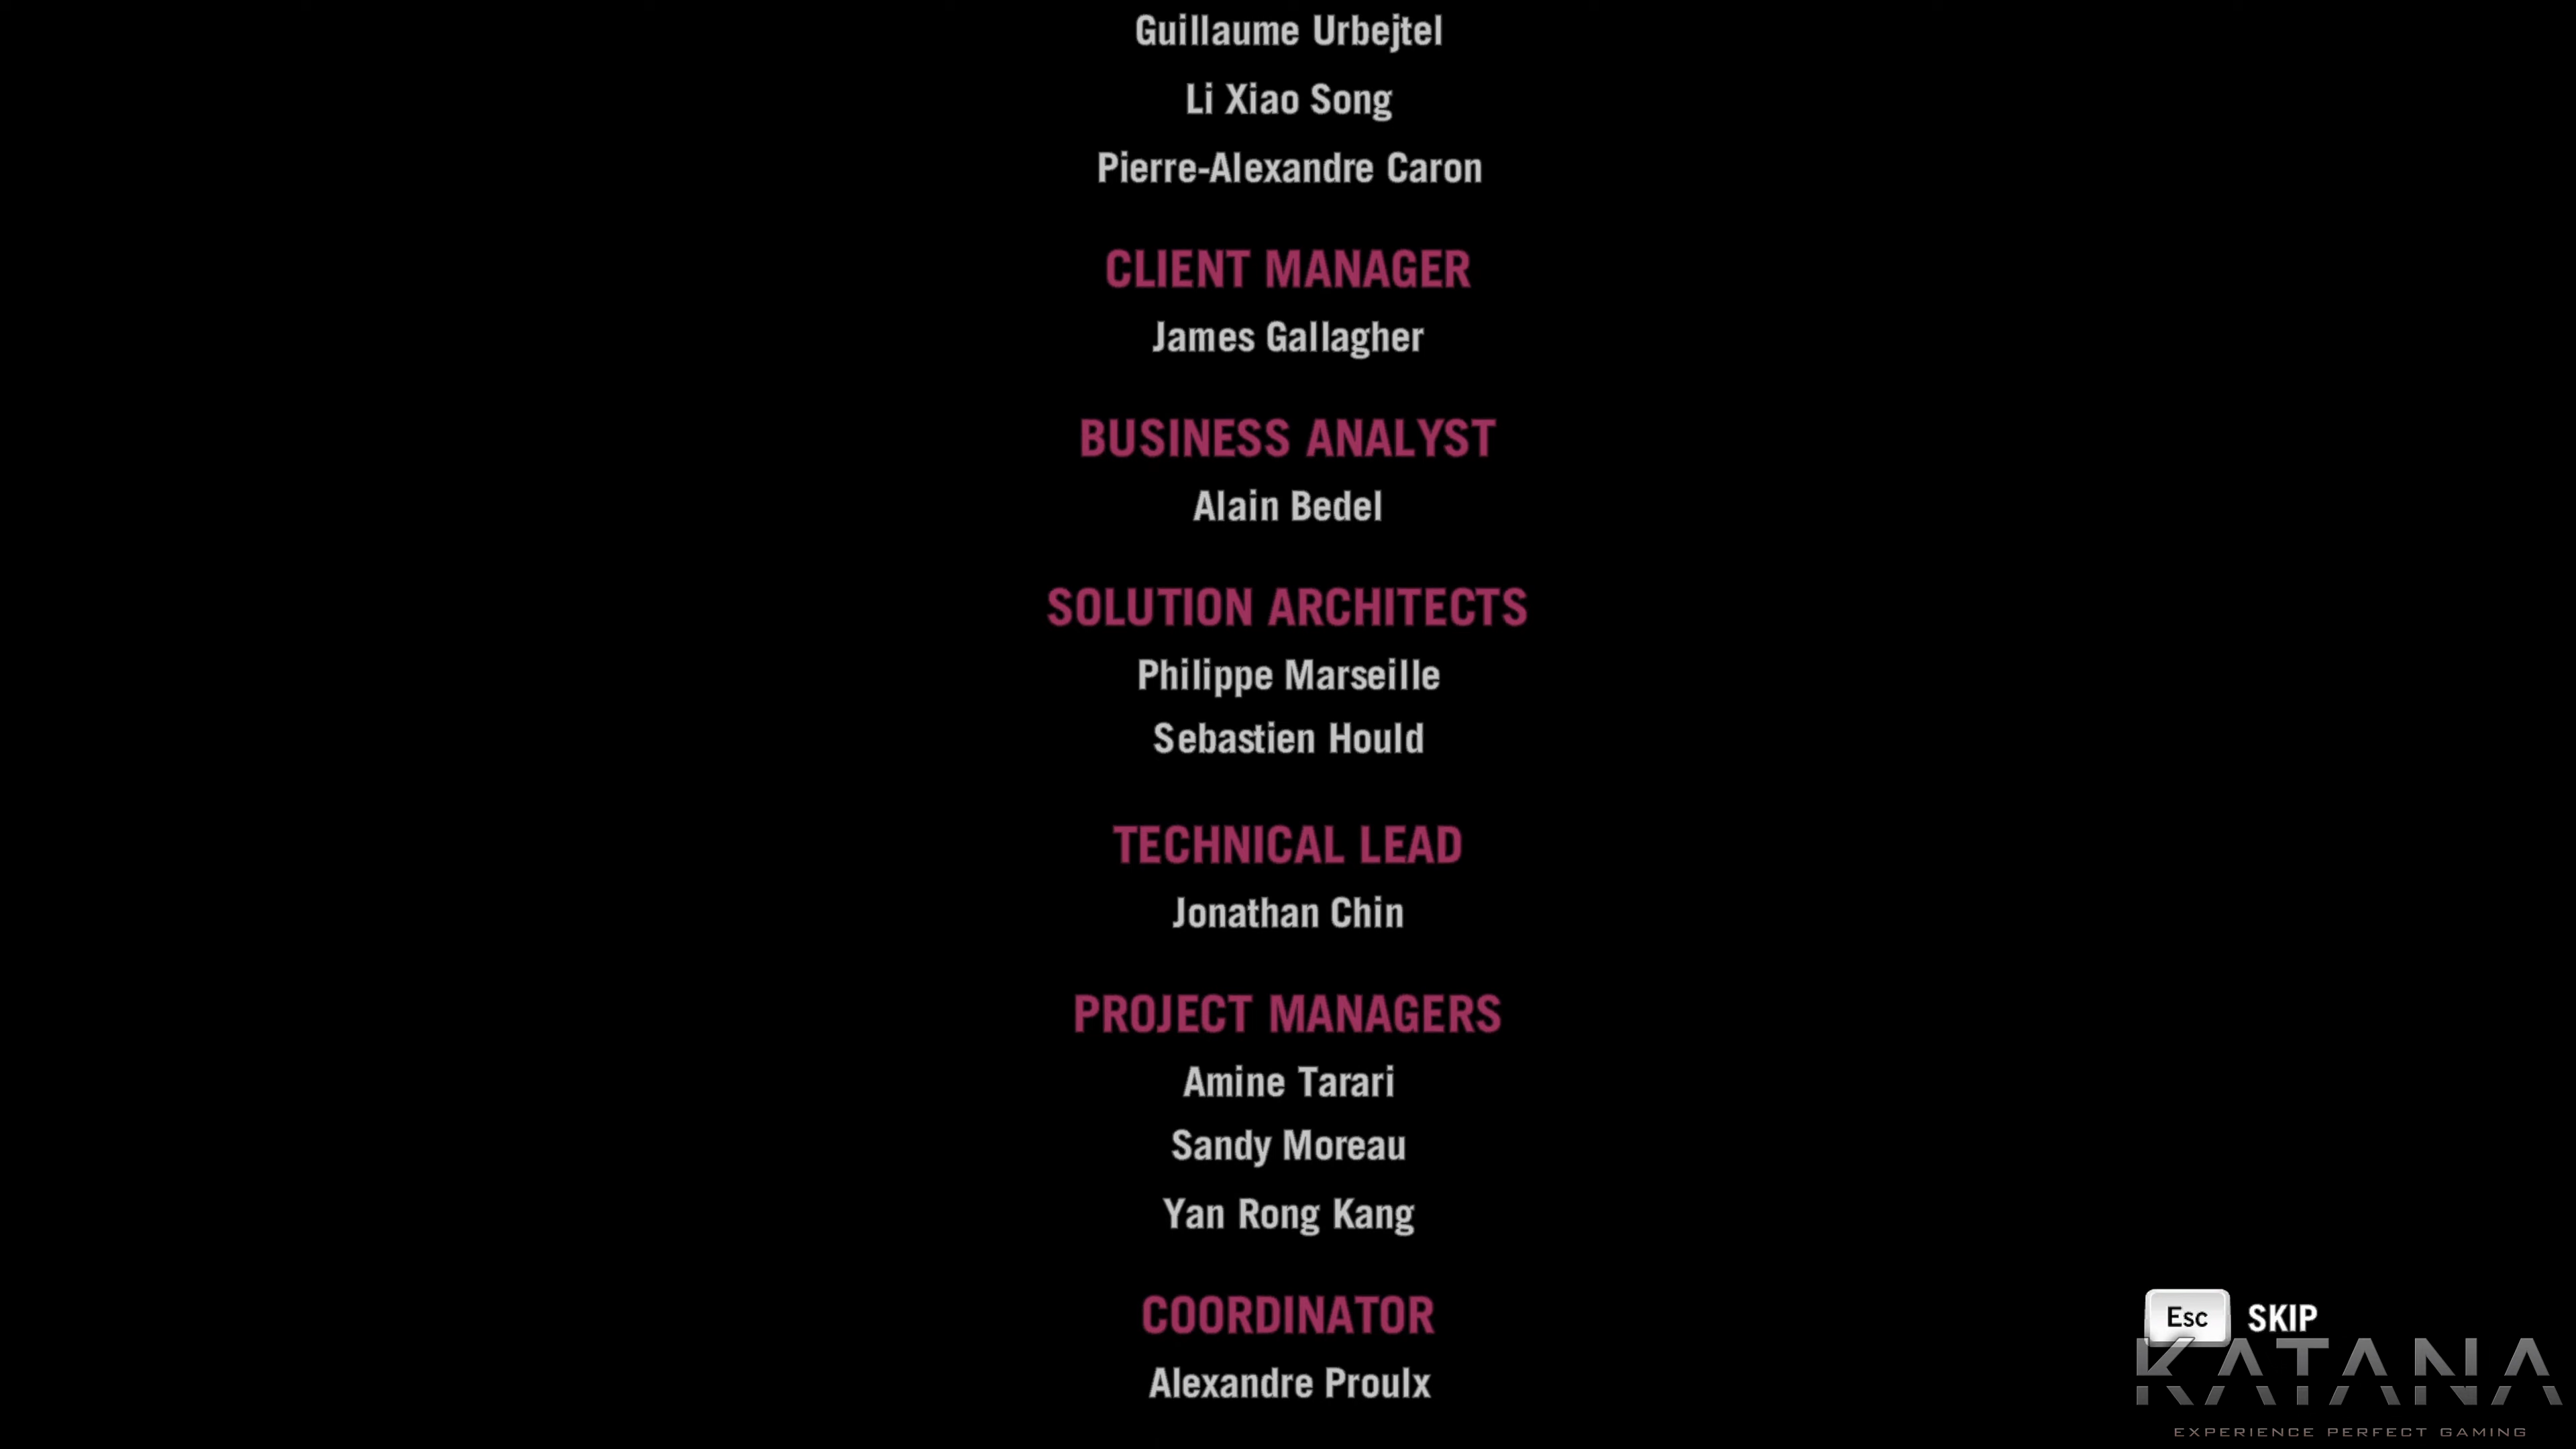 Guillaume Urbejtel
Li Xiao Song
Pierre-Alexandre Caron
CLIENT MANAGER
James Gallagher
BUSINESS ANALYST
Alain Bedel
SOLUTION ARCHITECTS
Philippe Marseille
Sebastien Hould
TECHNICAL LEAD
Jonathan Chin
PROJECT MANAGERS
Amine Tarari
Sandy Moreau
Yan Rong Kang
COORDINATOR
Alexandre Proulx
Esc SKIP
KATANA
EXPERIENCE PERFECT GAMING